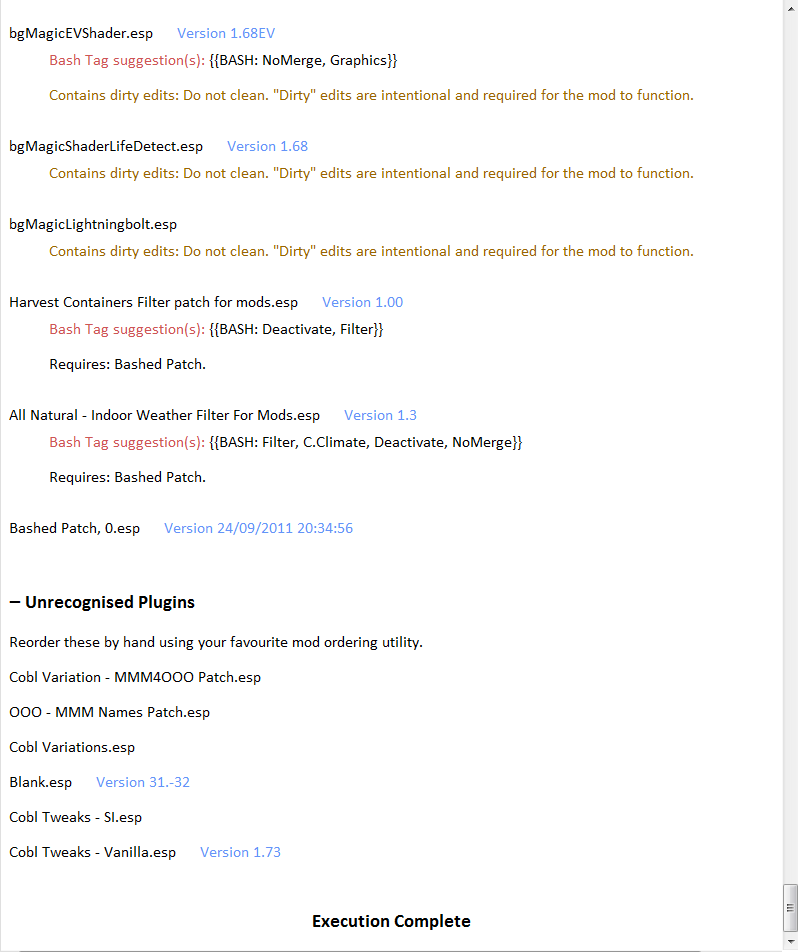 bgMagicEVShader.esp Version 1.68EV
Bash Tag suggestion(s): {{BASH: NoMerge, Graphics}}
Contains dirty edits: Do not clean. "Dirty" edits are intentional and required for the mod to function.
bgMagicShaderLifeDetect.esp Version 1.68
Contains dirty edits: Do not clean. "Dirty" edits are intentional and required for the mod to function.
bgMagicLightningbolt.esp
Contains dirty edits: Do not clean. "Dirty" edits are intentional and required for the mod to function.
Harvest Containers Filter patch for mods.esp Version 1.00
Bash Tag suggestion(s): {{BASH: Deactivate, Filter}}
Requires: Bashed Patch.
All Natural - Indoor Weather Filter For Mods.esp Version 1.3
Bash Tag suggestion(s): {{BASH: Filter, C.Climate, Deactivate, NoMerge}}
Requires: Bashed Patch.
Bashed Patch, 0.esp Version 24/09/2011 20:34:56
– Unrecognised Plugins
Reorder these by hand using your favourite mod ordering utility.
Cobl Variation - MMM4OOO Patch.esp
OOO - MMM Names Patch.esp
Cobl Variations.esp
Blank.esp Version 31.-32
Cobl Tweaks - SI.esp
Cobl Tweaks - Vanilla.esp Version 1.73
Execution Complete